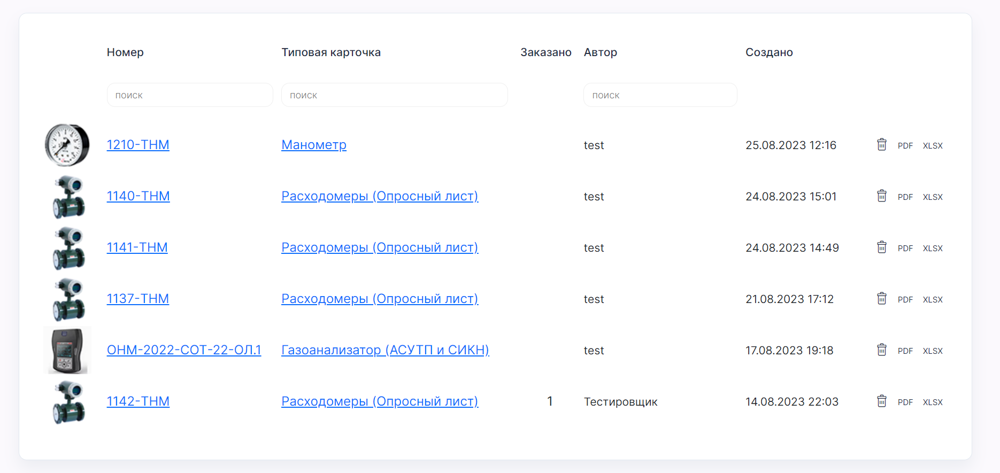 Номер Типовая карточка Заказано Автор Создано
поиск поиск поиск
1210-ТНМ Манометр test 25.08.2023 12:16 PDF XLSX
1140-ТНМ Расходомеры (Опросный лист) test 24.08.2023 15:01 PDF XLSX
1141-ТНМ Расходомеры (Опросный лист) test 24.08.2023 14:49 PDF XLSX
1137-ТНМ Расходомеры (Опросный лист) test 21.08.2023 17:12 PDF XLSX
ОНМ-2022-СОТ-22-ОЛ.1 Газоанализатор (АСУТП и СИКН) test 17.08.2023 19:18 PDF XLSX
1142-ТНМ Расходомеры (Опросный лист) 1 Тестировщик 14.08.2023 22:03 PDF XLSX